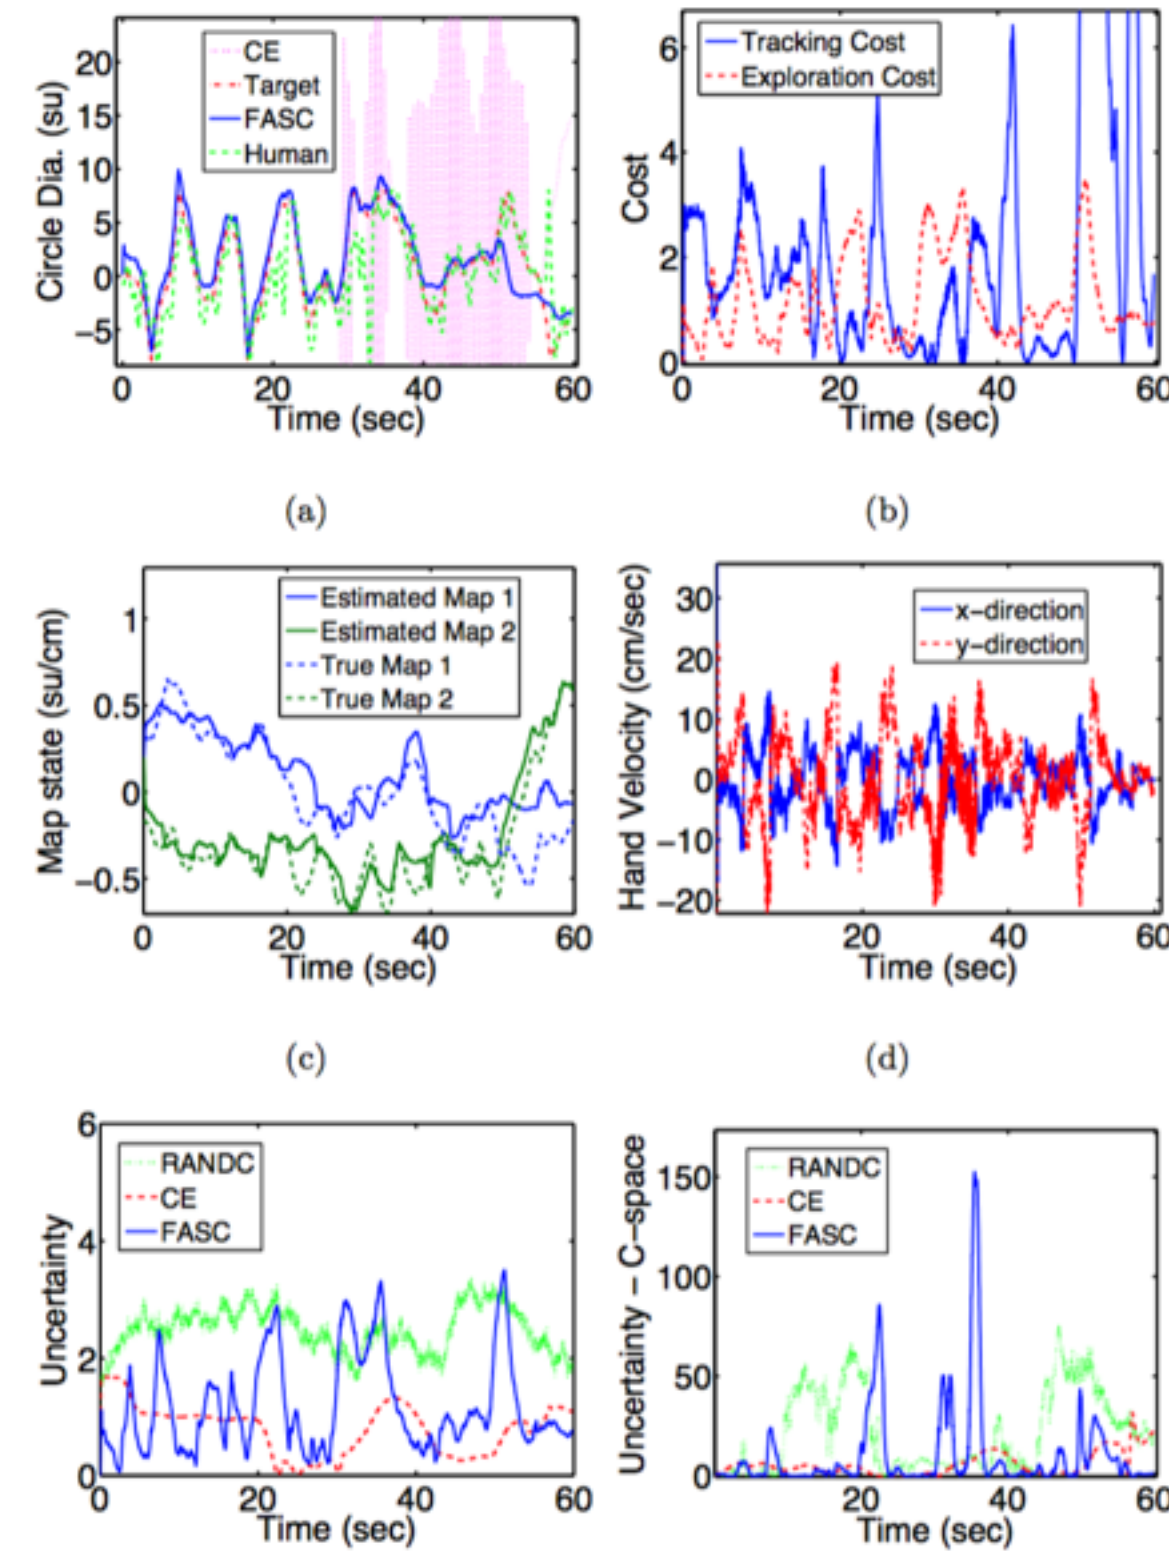 20
15
10
5
0
−5
Circle Dia. (su)
CE
Target
FASC
Human
0 20 40 60
Time (sec)
(a)
6
4
2
0
Cost
Tracking Cost
Exploration Cost
0 20 40 60
Time (sec)
(b)
1
0.5
0
−0.5
Map state (su/cm)
Estimated Map 1
Estimated Map 2
True Map 1
True Map 2
0 20 40 60
Time (sec)
(c)
30
20
10
0
−10
−20
Hand Velocity (cm/sec)
x−direction
y−direction
20 40 60
Time (sec)
(d)
6
4
2
0
Uncertainty
RANDC
CE
FASC
0 20 40 60
Time (sec)
150
100
50
0
Uncertainty − C−space
RANDC
CE
FASC
20 40 60
Time (sec)